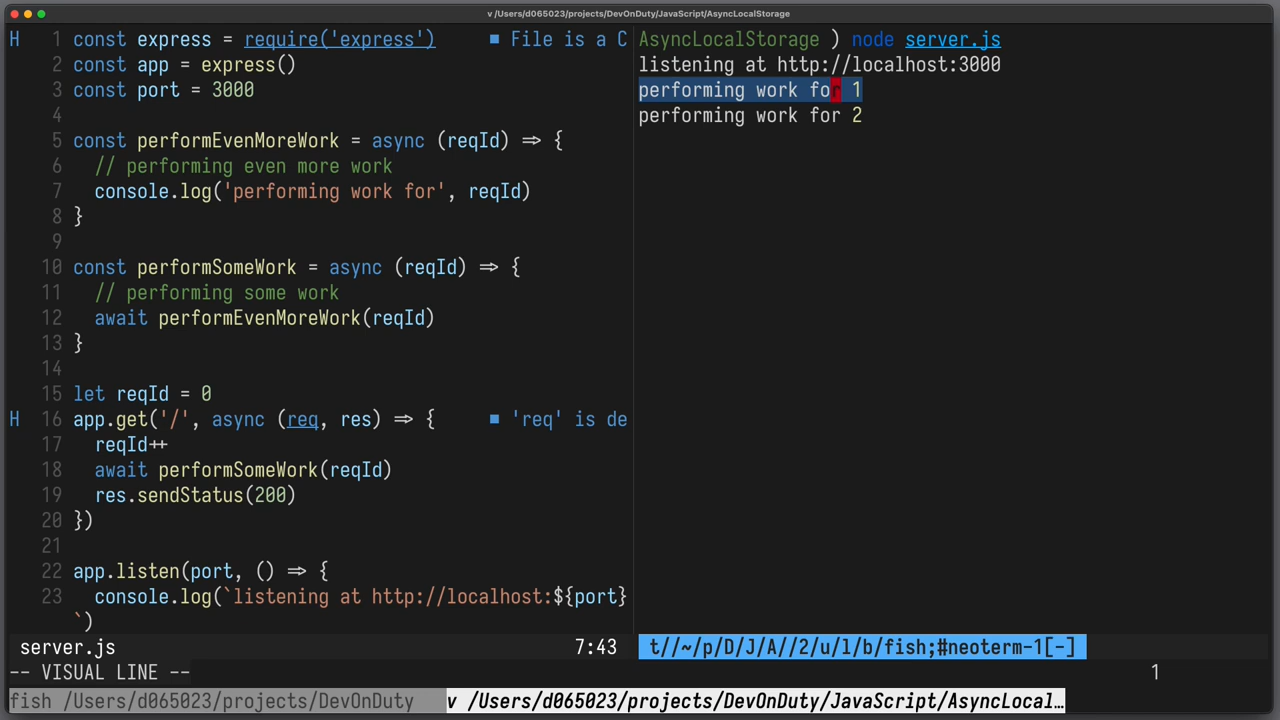 v /Users/d065023/projects/DevOnDuty/JavaScript/AsyncLocalStorage
H 1 const express = require('express') ■ File is a C
2 const app = express()
3 const port = 3000
4
5 const performEvenMoreWork = async (reqId) => {
6 // performing even more work
7 console.log('performing work for', reqId)
8 }
9
10 const performSomeWork = async (reqId) => {
11 // performing some work
12 await performEvenMoreWork(reqId)
13 }
14
15 let reqId = 0
H 16 app.get('/', async (req, res) => { ■ 'req' is de
17 reqId++
18 await performSomeWork(reqId)
19 res.sendStatus(200)
20 })
21
22 app.listen(port, () => {
23 console.log(`listening at http://localhost:${port}
`)
server.js 7:43
AsyncLocalStorage ) node server.js
listening at http://localhost:3000
performing work for 1
performing work for 2
t//~/p/D/J/A//2/u/l/b/fish;#neoterm-1[-]
-- VISUAL LINE -- 1
fish /Users/d065023/projects/DevOnDuty v /Users/d065023/projects/DevOnDuty/JavaScript/AsyncLocal…